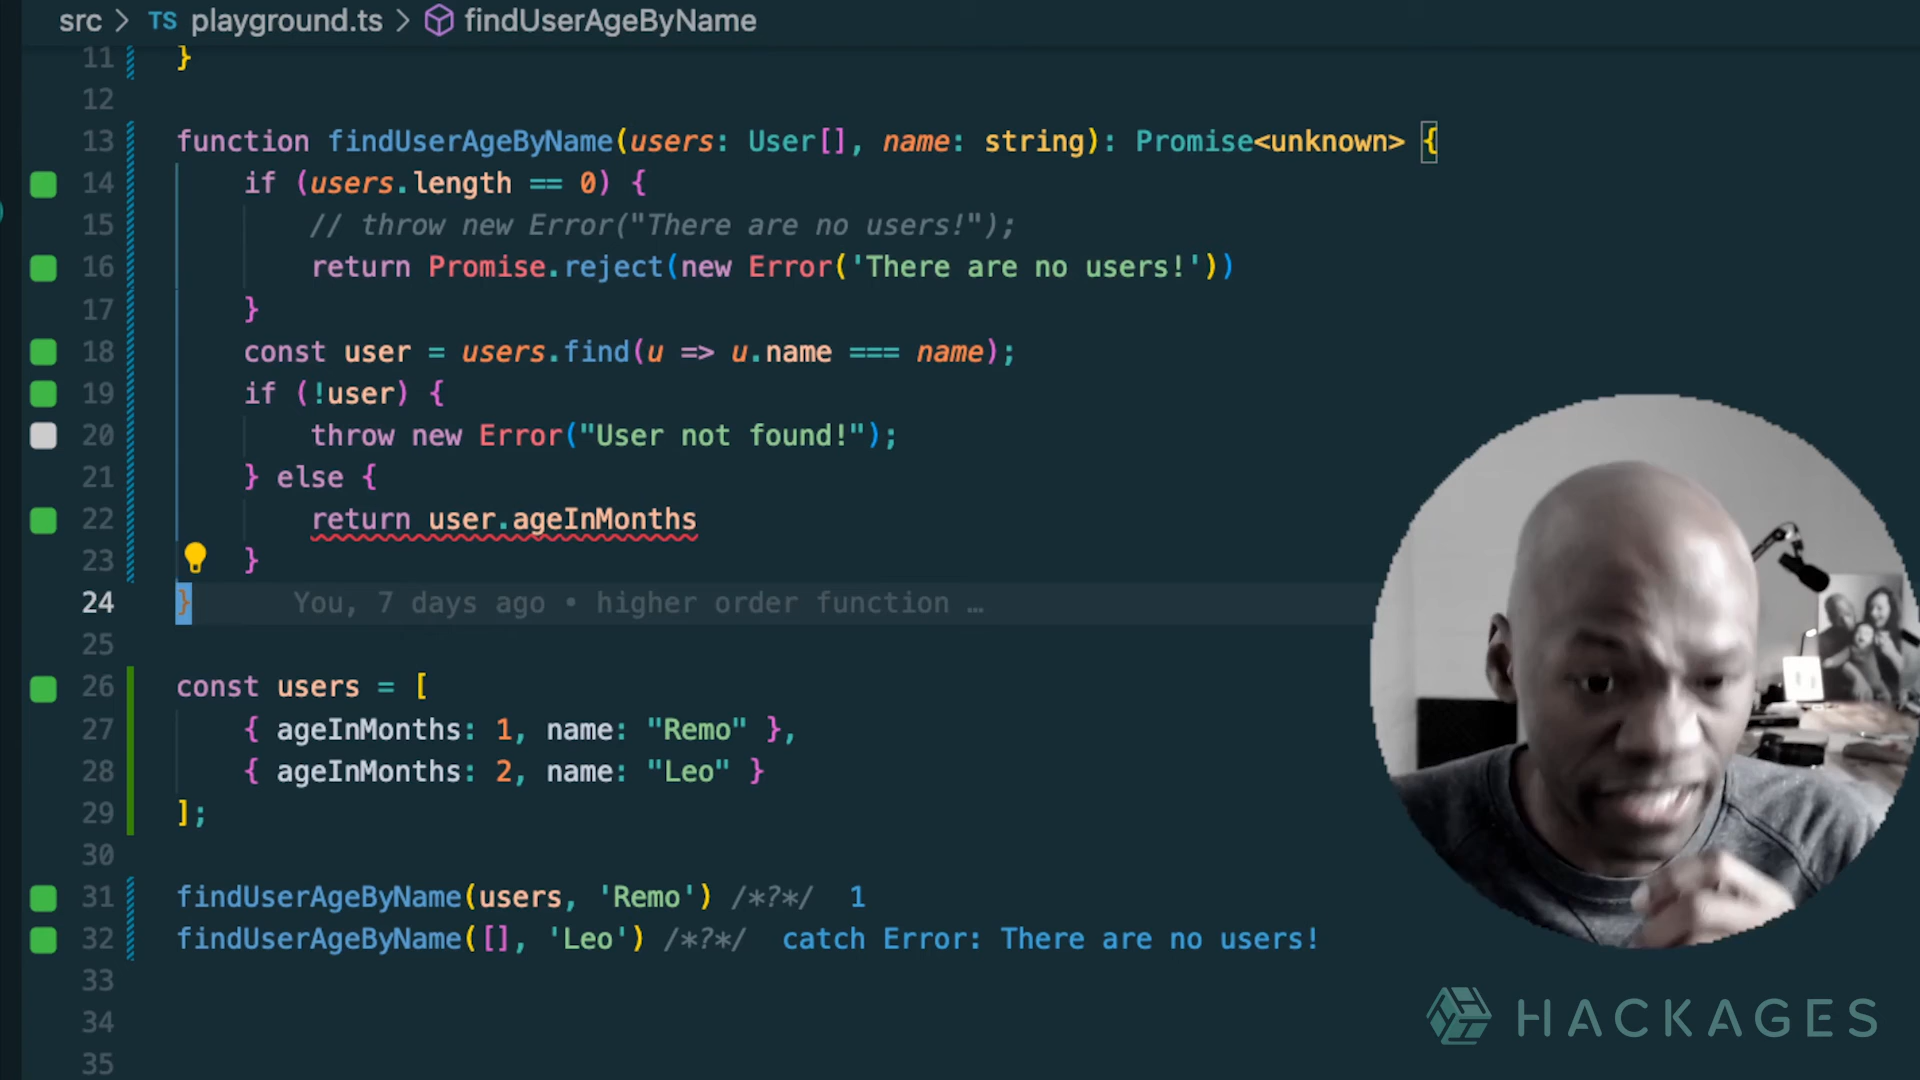 src > TS playground.ts > findUserAgeByName
11 }
12
13 function findUserAgeByName(users: User[], name: string): Promise<unknown> {
14 if (users.length == 0) {
15 // throw new Error("There are no users!");
16 return Promise.reject(new Error('There are no users!'))
17 }
18 const user = users.find(u => u.name === name);
19 if (!user) {
20 throw new Error("User not found!");
21 } else {
22 return user.ageInMonths
23 }
24 } You, 7 days ago • higher order function …
25
26 const users = [
27 { ageInMonths: 1, name: "Remo" },
28 { ageInMonths: 2, name: "Leo" }
29 ];
30
31 findUserAgeByName(users, 'Remo') /*?*/ 1
32 findUserAgeByName([], 'Leo') /*?*/ catch Error: There are no users!
33
34
35
HACKAGES